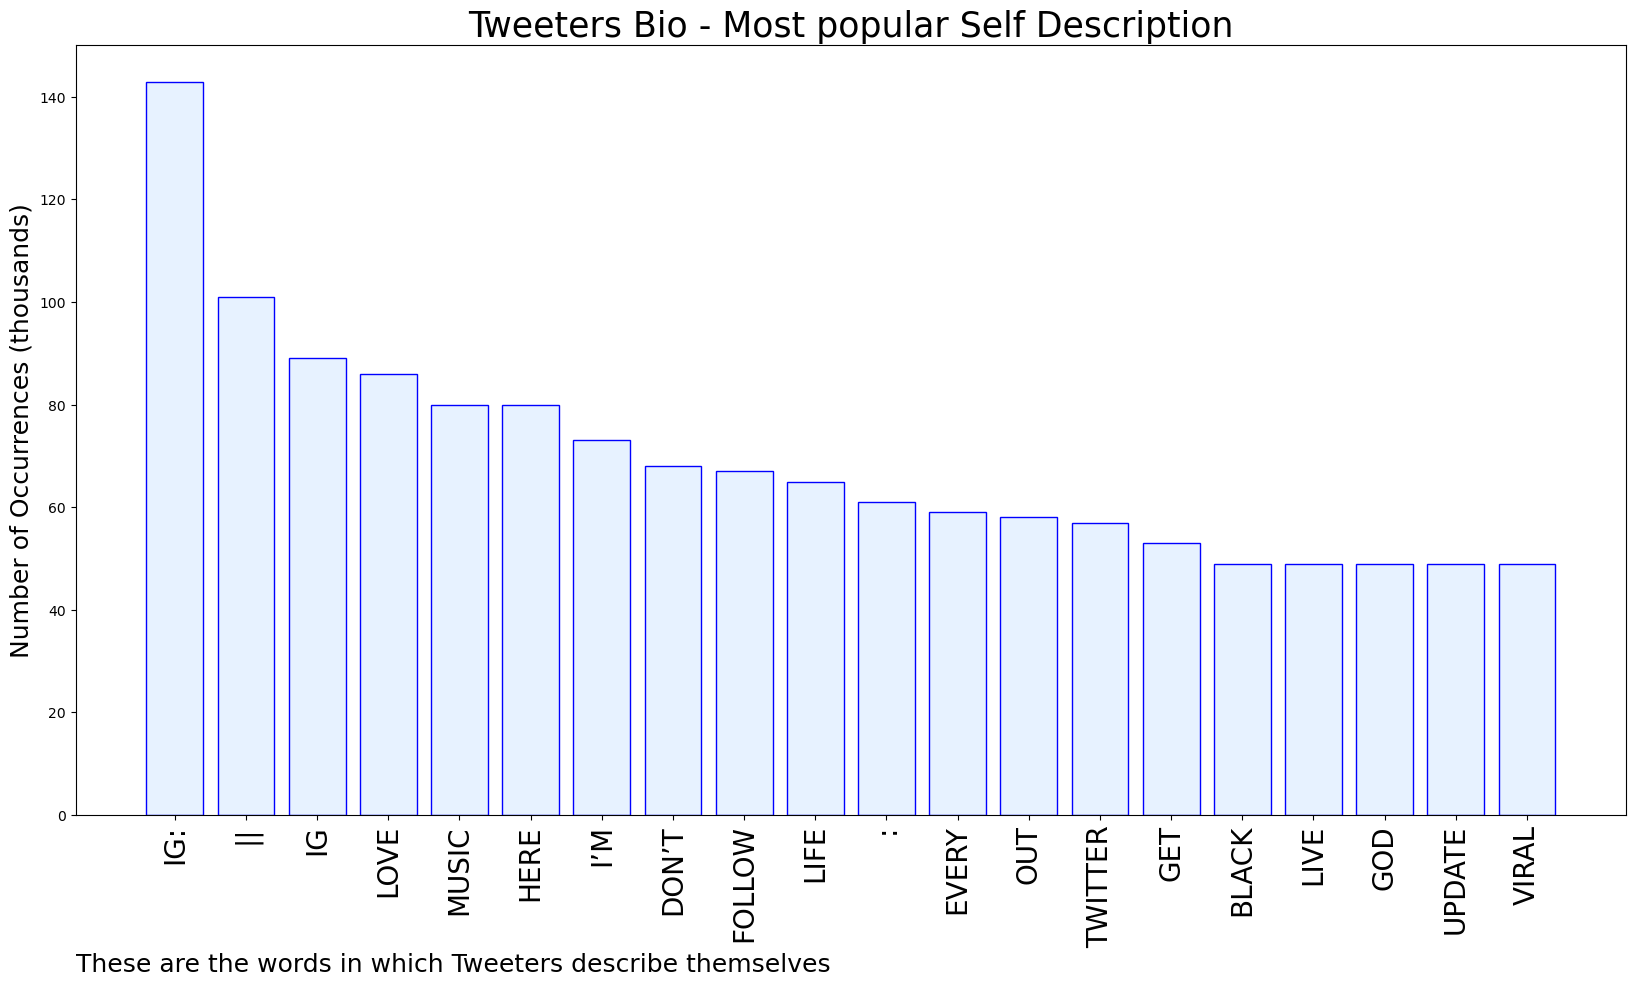 Tweeters Bio - Most popular Self Description
Number of Occurrences (thousands)
140
120
100
80
60
40
20
0
IG:
||
IG
LOVE
MUSIC
HERE
I’M
DON’T
FOLLOW
LIFE
:
EVERY
OUT
TWITTER
GET
BLACK
LIVE
GOD
UPDATE
VIRAL
These are the words in which Tweeters describe themselves